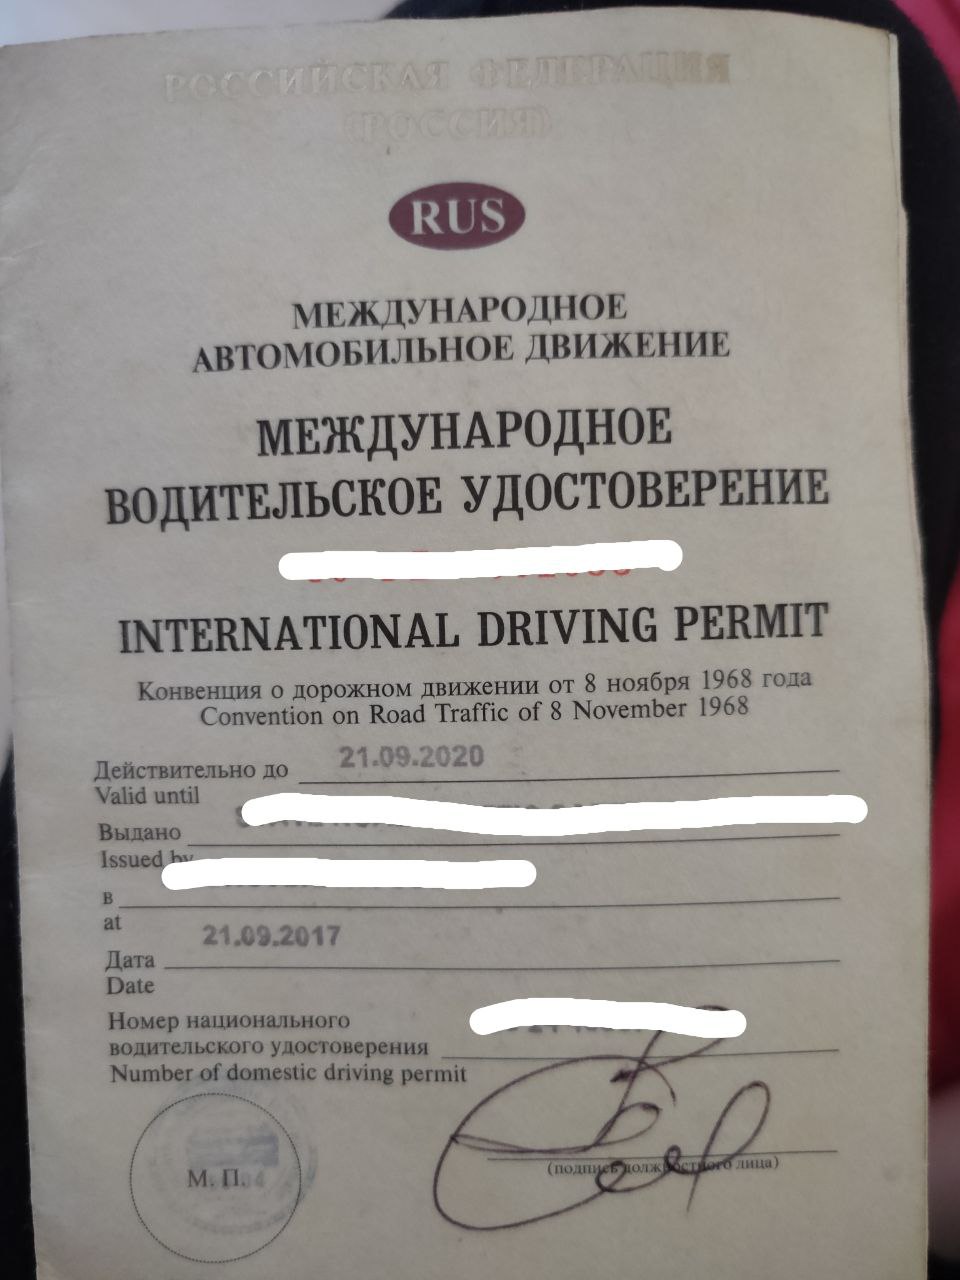 РОССИЙСКАЯ ФЕДЕРАЦИЯ
(РОССИЯ)
RUS
МЕЖДУНАРОДНОЕ
АВТОМОБИЛЬНОЕ ДВИЖЕНИЕ
МЕЖДУНАРОДНОЕ
ВОДИТЕЛЬСКОЕ УДОСТОВЕРЕНИЕ
INTERNATIONAL DRIVING PERMIT
Конвенция о дорожном движении от 8 ноября 1968 года
Convention on Road Traffic of 8 November 1968
Действительно до 21.09.2020
Valid until
Выдано
Issued by
в
at
21.09.2017
Дата
Date
Номер национального
водительского удостоверения
Number of domestic driving permit
(подпись должностного лица)
М. П.